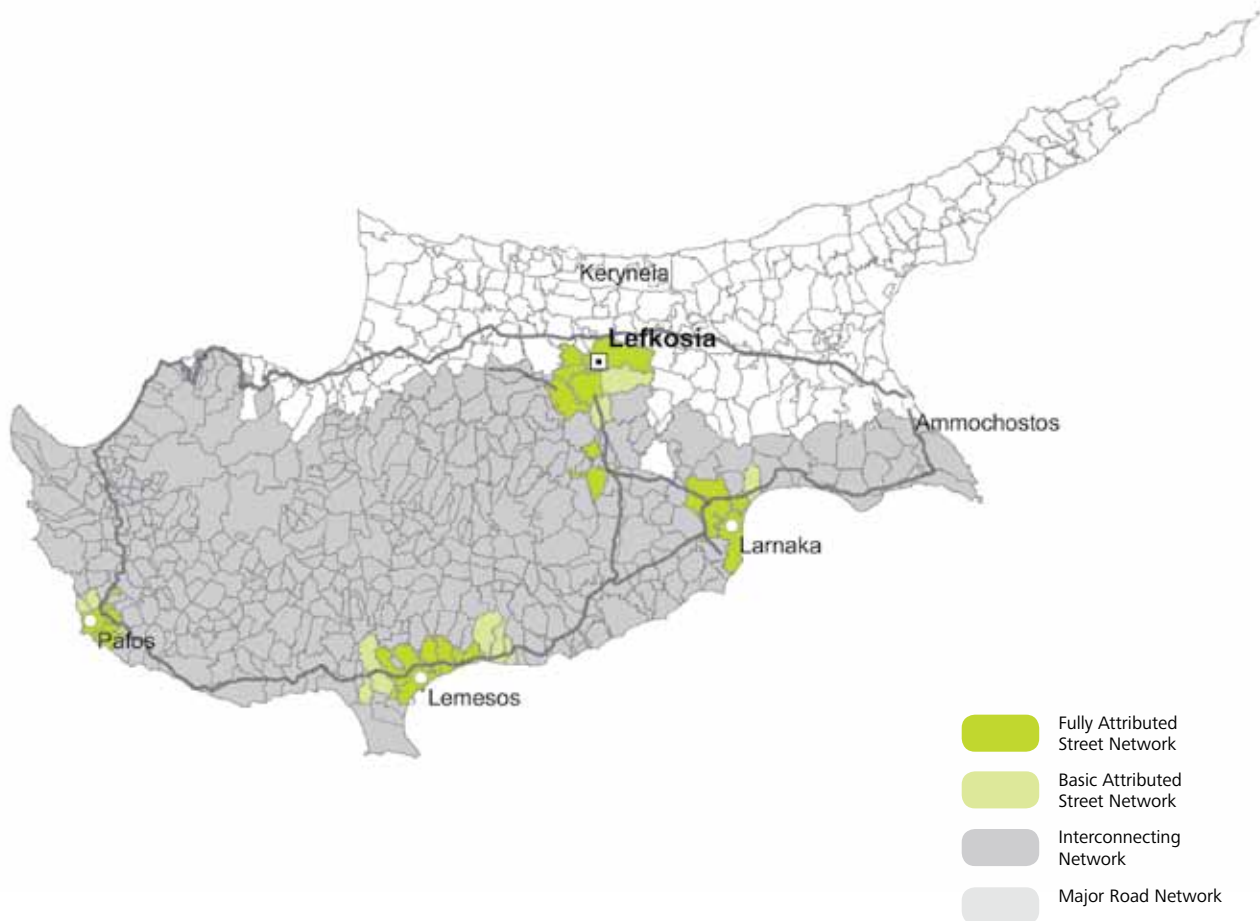 Keryneia
Lefkosia
Ammochostos
Larnaka
Pafos
Lemesos
Fully Attributed
Street Network
Basic Attributed
Street Network
Interconnecting
Network
Major Road Network